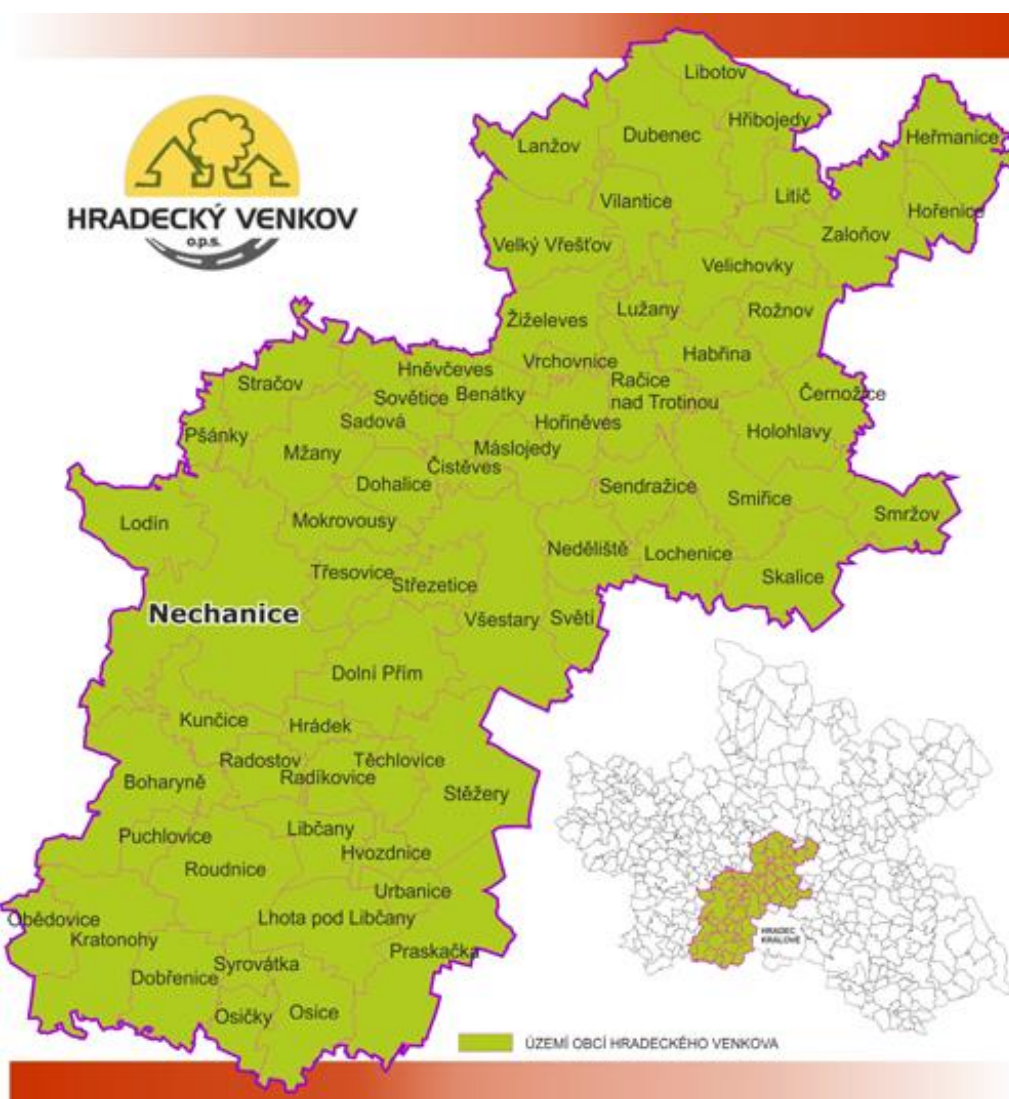 HRADECKÝ VENKOV
o.p.s.
Libotov
Hřibojedy
Dubenec
Lanžov
Heřmanice
Vilantice
Litíč
Hořenice
Zaloňov
Velký Vřešťov
Velichovky
Lužany
Rožnov
Žíželeves
Habřina
Vrchovnice
Hněvčeves
Stračov
Račice
nad Trotinou
Černožice
Sovětice
Benátky
Sadová
Hořiněves
Holohlavy
Pšánky
Mžany
Máslojedy
Čistěves
Dohalice
Sendražice
Smiřice
Smržov
Lodín
Mokrovousy
Neděliště
Lochenice
Skalice
Třesovice
Střezetice
Nechanice
Všestary
Světí
Dolní Přím
Kunčice
Hrádek
Radostov
Těchlovice
Radíkovice
Boharyně
Stěžery
Libčany
Puchlovice
Hvozdnice
Roudnice
Urbanice
Obědovice
Lhota pod Libčany
Kratonohy
Praskačka
Syrovátka
Dobřenice
Osičky
Osice
HRADEC
KRÁLOVÉ
ÚZEMÍ OBCÍ HRADECKÉHO VENKOVA